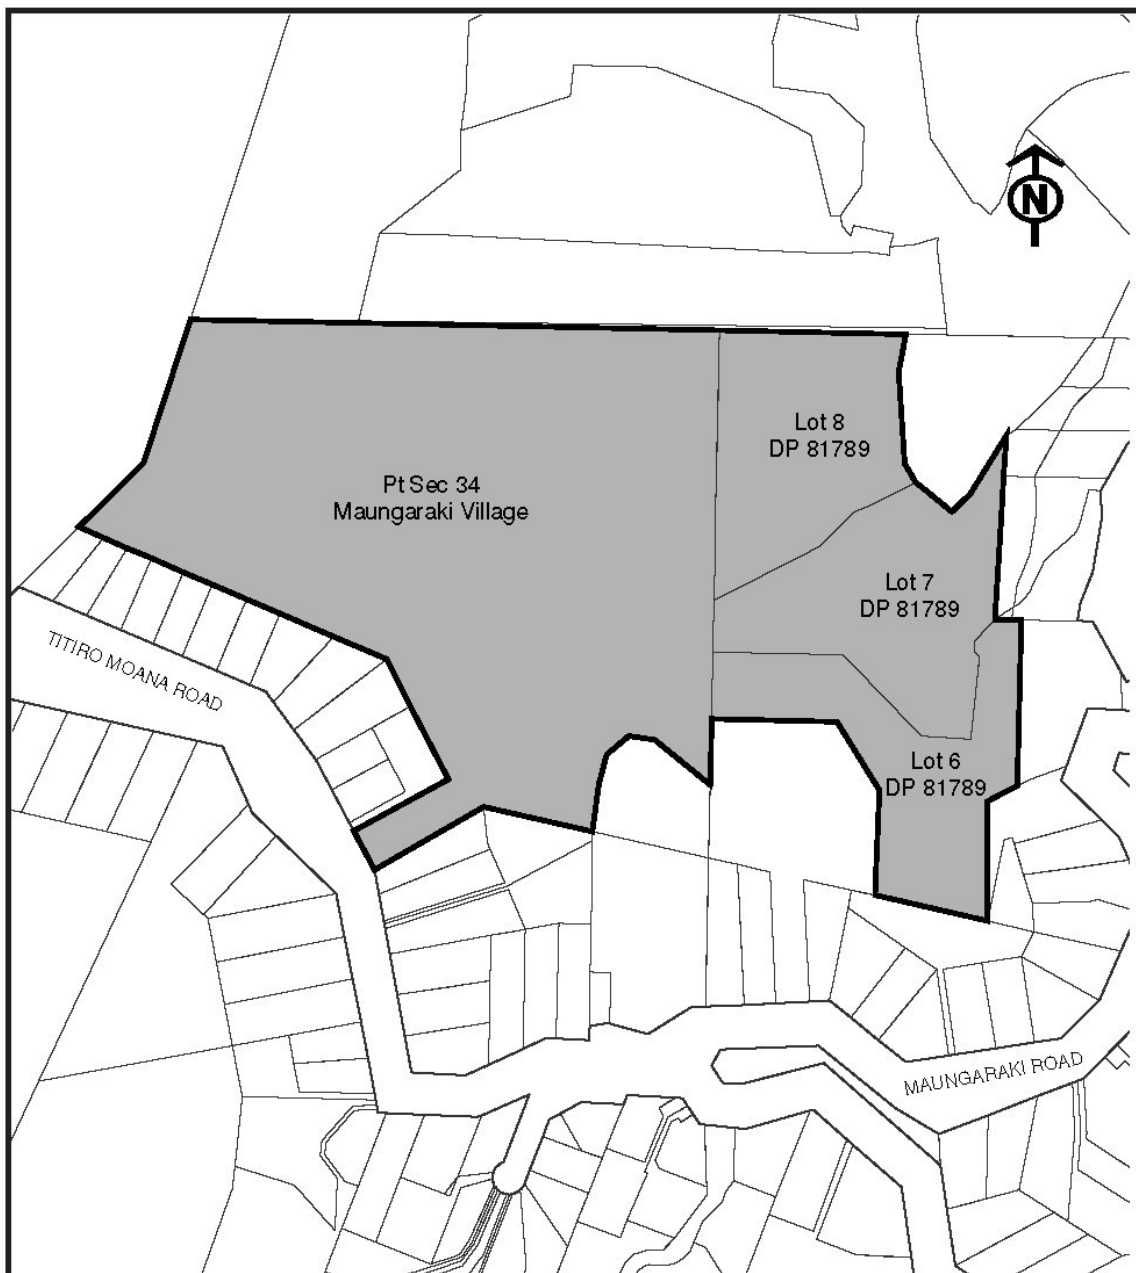 N
Lot 8
DP 81789
Pt Sec 34
Maungaraki Village
Lot 7
DP 81789
TITIRO MOANA ROAD
Lot 6
DP 81789
MAUNGARAKI ROAD